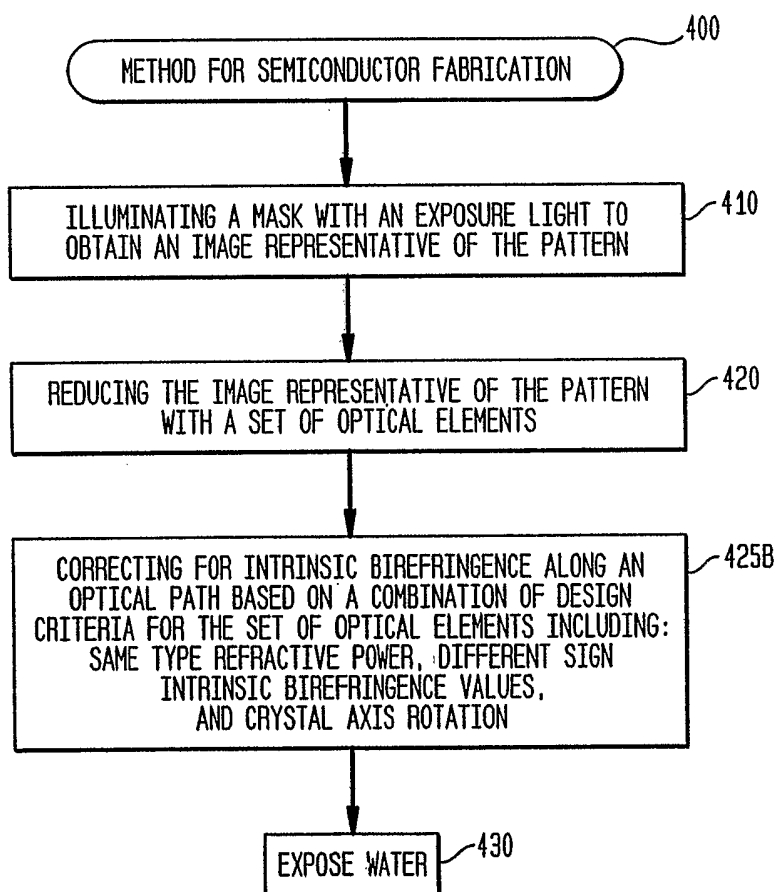 400
METHOD FOR SEMICONDUCTOR FABRICATION
ILLUMINATING A MASK WITH AN EXPOSURE LIGHT TO
OBTAIN AN IMAGE REPRESENTATIVE OF THE PATTERN
410
REDUCING THE IMAGE REPRESENTATIVE OF THE PATTERN
WITH A SET OF OPTICAL ELEMENTS
420
CORRECTING FOR INTRINSIC BIREFRINGENCE ALONG AN
OPTICAL PATH BASED ON A COMBINATION OF DESIGN
CRITERIA FOR THE SET OF OPTICAL ELEMENTS INCLUDING:
SAME TYPE REFRACTIVE POWER, DIFFERENT SIGN
INTRINSIC BIREFRINGENCE VALUES,
AND CRYSTAL AXIS ROTATION
425B
EXPOSE WATER
430